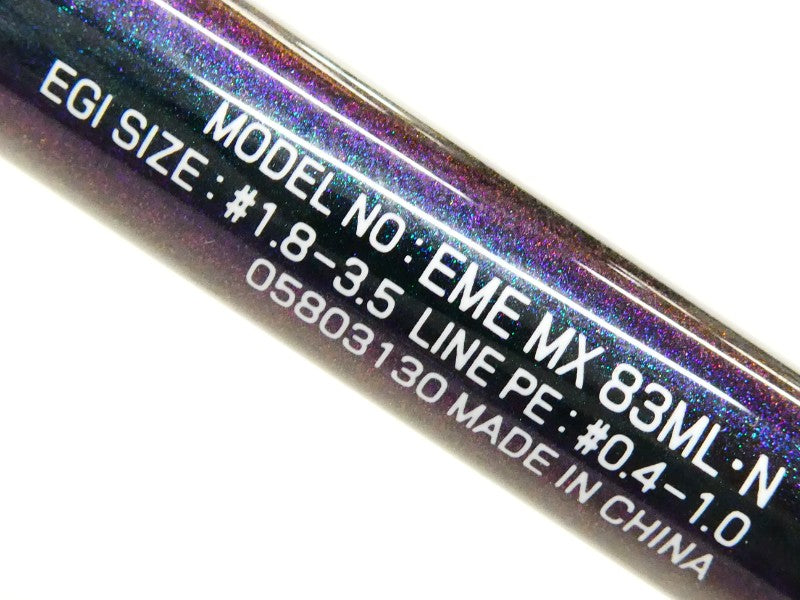 MODEL NO : EME MX 83ML・N
EGI SIZE : #1.8-3.5 LINE PE : #0.4-1.0
05803130 MADE IN CHINA